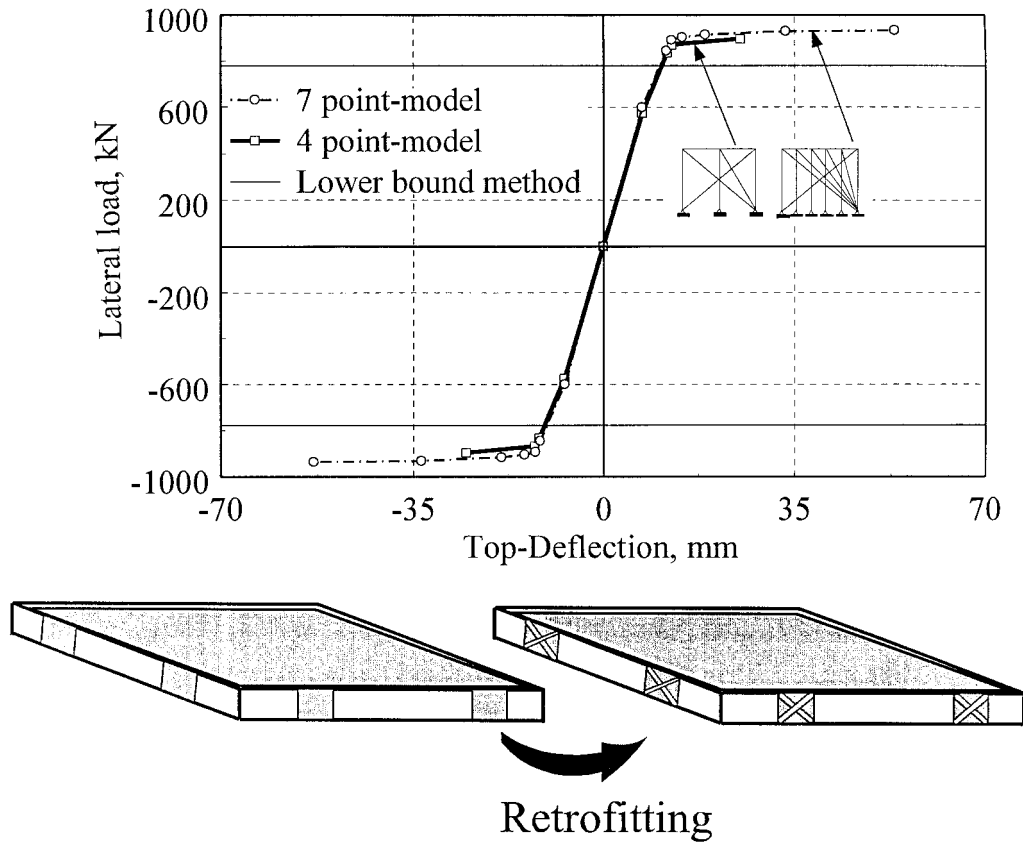 1000
600
200
-200
-600
-1000
Lateral load, kN
7 point-model
4 point-model
Lower bound method
-70 -35 0 35 70
Top-Deflection, mm
Retrofitting